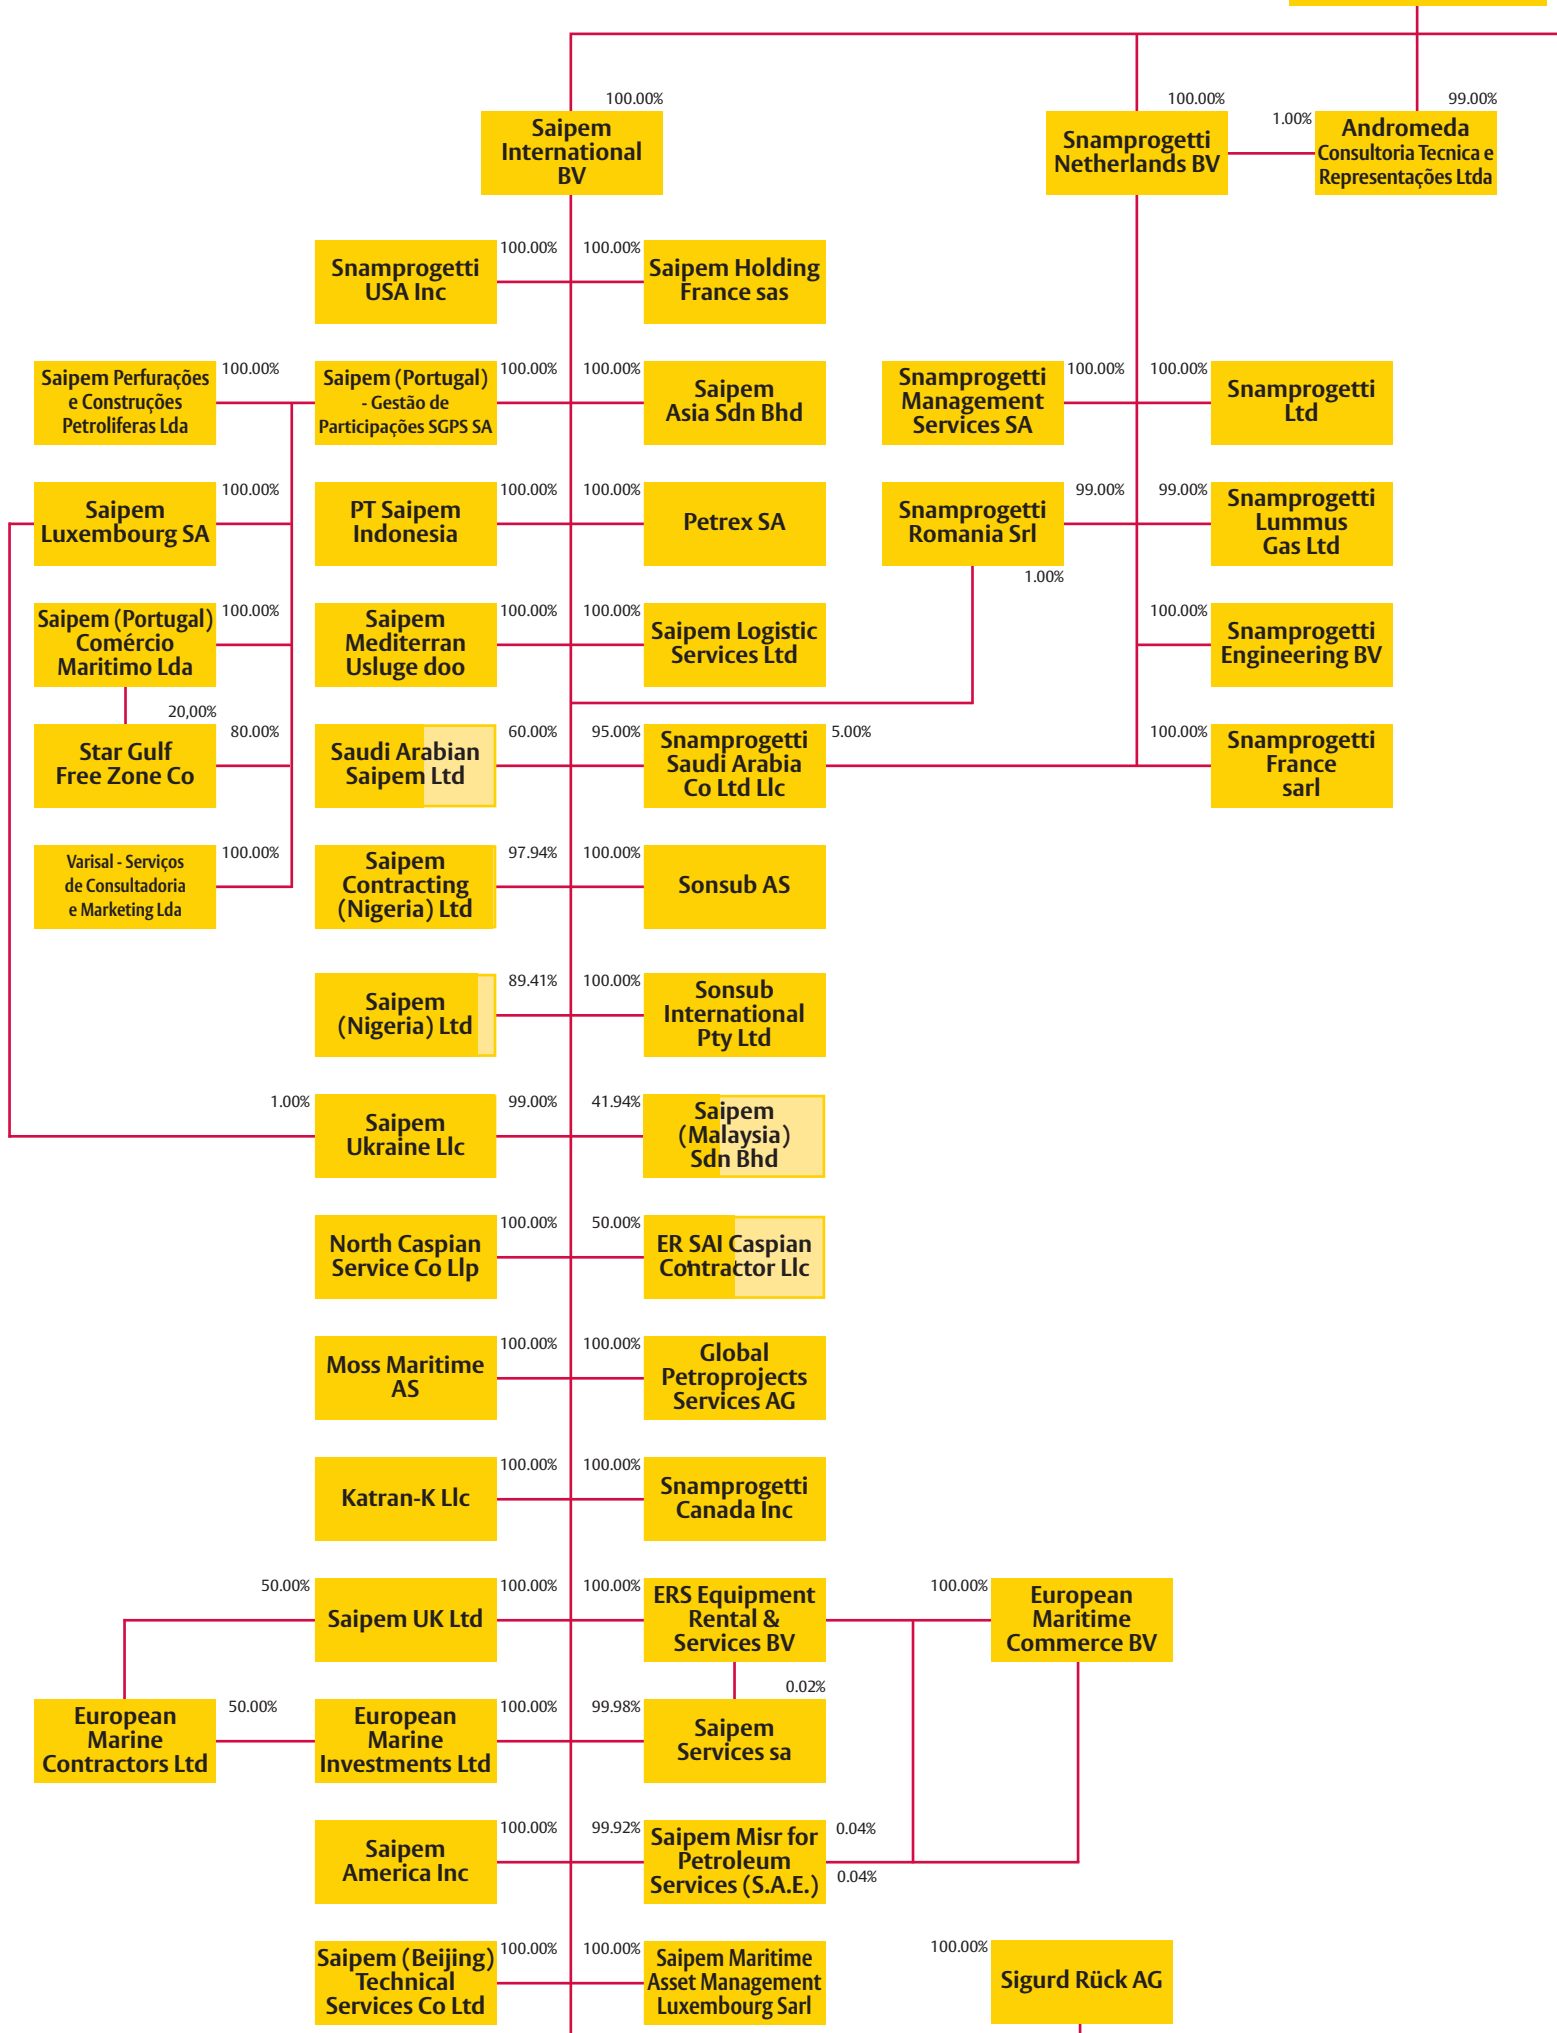 100.00%
Saipem
International
BV
100.00%
Snamprogetti
Netherlands BV
1.00%
99.00%
Andromeda
Consultoria Tecnica e
Representações Ltda
Snamprogetti
USA Inc
100.00%
100.00%
Saipem Holding
France sas
Saipem Perfurações
e Construções
Petroliferas Lda
100.00%
Saipem (Portugal)
- Gestão de
Participações SGPS SA
100.00%
100.00%
Saipem
Asia Sdn Bhd
Snamprogetti
Management
Services SA
100.00%
100.00%
Snamprogetti
Ltd
Saipem
Luxembourg SA
100.00%
PT Saipem
Indonesia
100.00%
100.00%
Petrex SA
Snamprogetti
Romania Srl
99.00%
1.00%
99.00%
Snamprogetti
Lummus
Gas Ltd
Saipem (Portugal)
Comércio
Maritimo Lda
100.00%
Saipem
Mediterran
Usluge doo
100.00%
100.00%
Saipem Logistic
Services Ltd
100.00%
Snamprogetti
Engineering BV
20,00%
Star Gulf
Free Zone Co
80.00%
Saudi Arabian
Saipem Ltd
60.00%
95.00%
Snamprogetti
Saudi Arabia
Co Ltd Llc
5.00%
100.00%
Snamprogetti
France
sarl
Varisal - Serviços
de Consultadoria
e Marketing Lda
100.00%
Saipem
Contracting
(Nigeria) Ltd
97.94%
100.00%
Sonsub AS
Saipem
(Nigeria) Ltd
89.41%
100.00%
Sonsub
International
Pty Ltd
1.00%
Saipem
Ukraine Llc
99.00%
41.94%
Saipem
(Malaysia)
Sdn Bhd
North Caspian
Service Co Llp
100.00%
50.00%
ER SAI Caspian
Contractor Llc
Moss Maritime
AS
100.00%
100.00%
Global
Petroprojects
Services AG
Katran-K Llc
100.00%
100.00%
Snamprogetti
Canada Inc
50.00%
Saipem UK Ltd
100.00%
100.00%
ERS Equipment
Rental &
Services BV
100.00%
European
Maritime
Commerce BV
European
Marine
Contractors Ltd
50.00%
European
Marine
Investments Ltd
100.00%
99.98%
0.02%
Saipem
Services sa
Saipem
America Inc
100.00%
99.92%
Saipem Misr for
Petroleum
Services (S.A.E.)
0.04%
0.04%
Saipem (Beijing)
Technical
Services Co Ltd
100.00%
100.00%
Saipem Maritime
Asset Management
Luxembourg Sarl
100.00%
Sigurd Rück AG